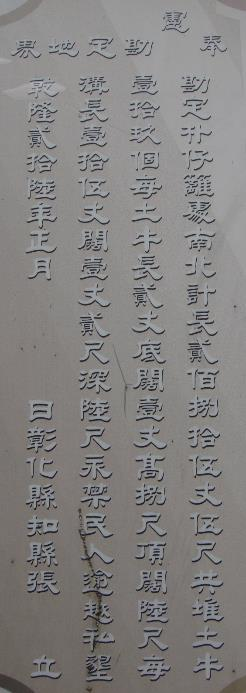 奉
憲
勘定地界
勘定朴仔籬處南北計長貳佰捌拾伍丈伍尺共堆土牛
壹拾玖個每土牛長貳丈底闊壹丈高捌尺頂闊陸尺每
溝長壹拾伍丈闊壹丈貳尺深陸尺永禁民人逾越私墾
乾隆貳拾陸年正月 日彰化縣知縣張 立